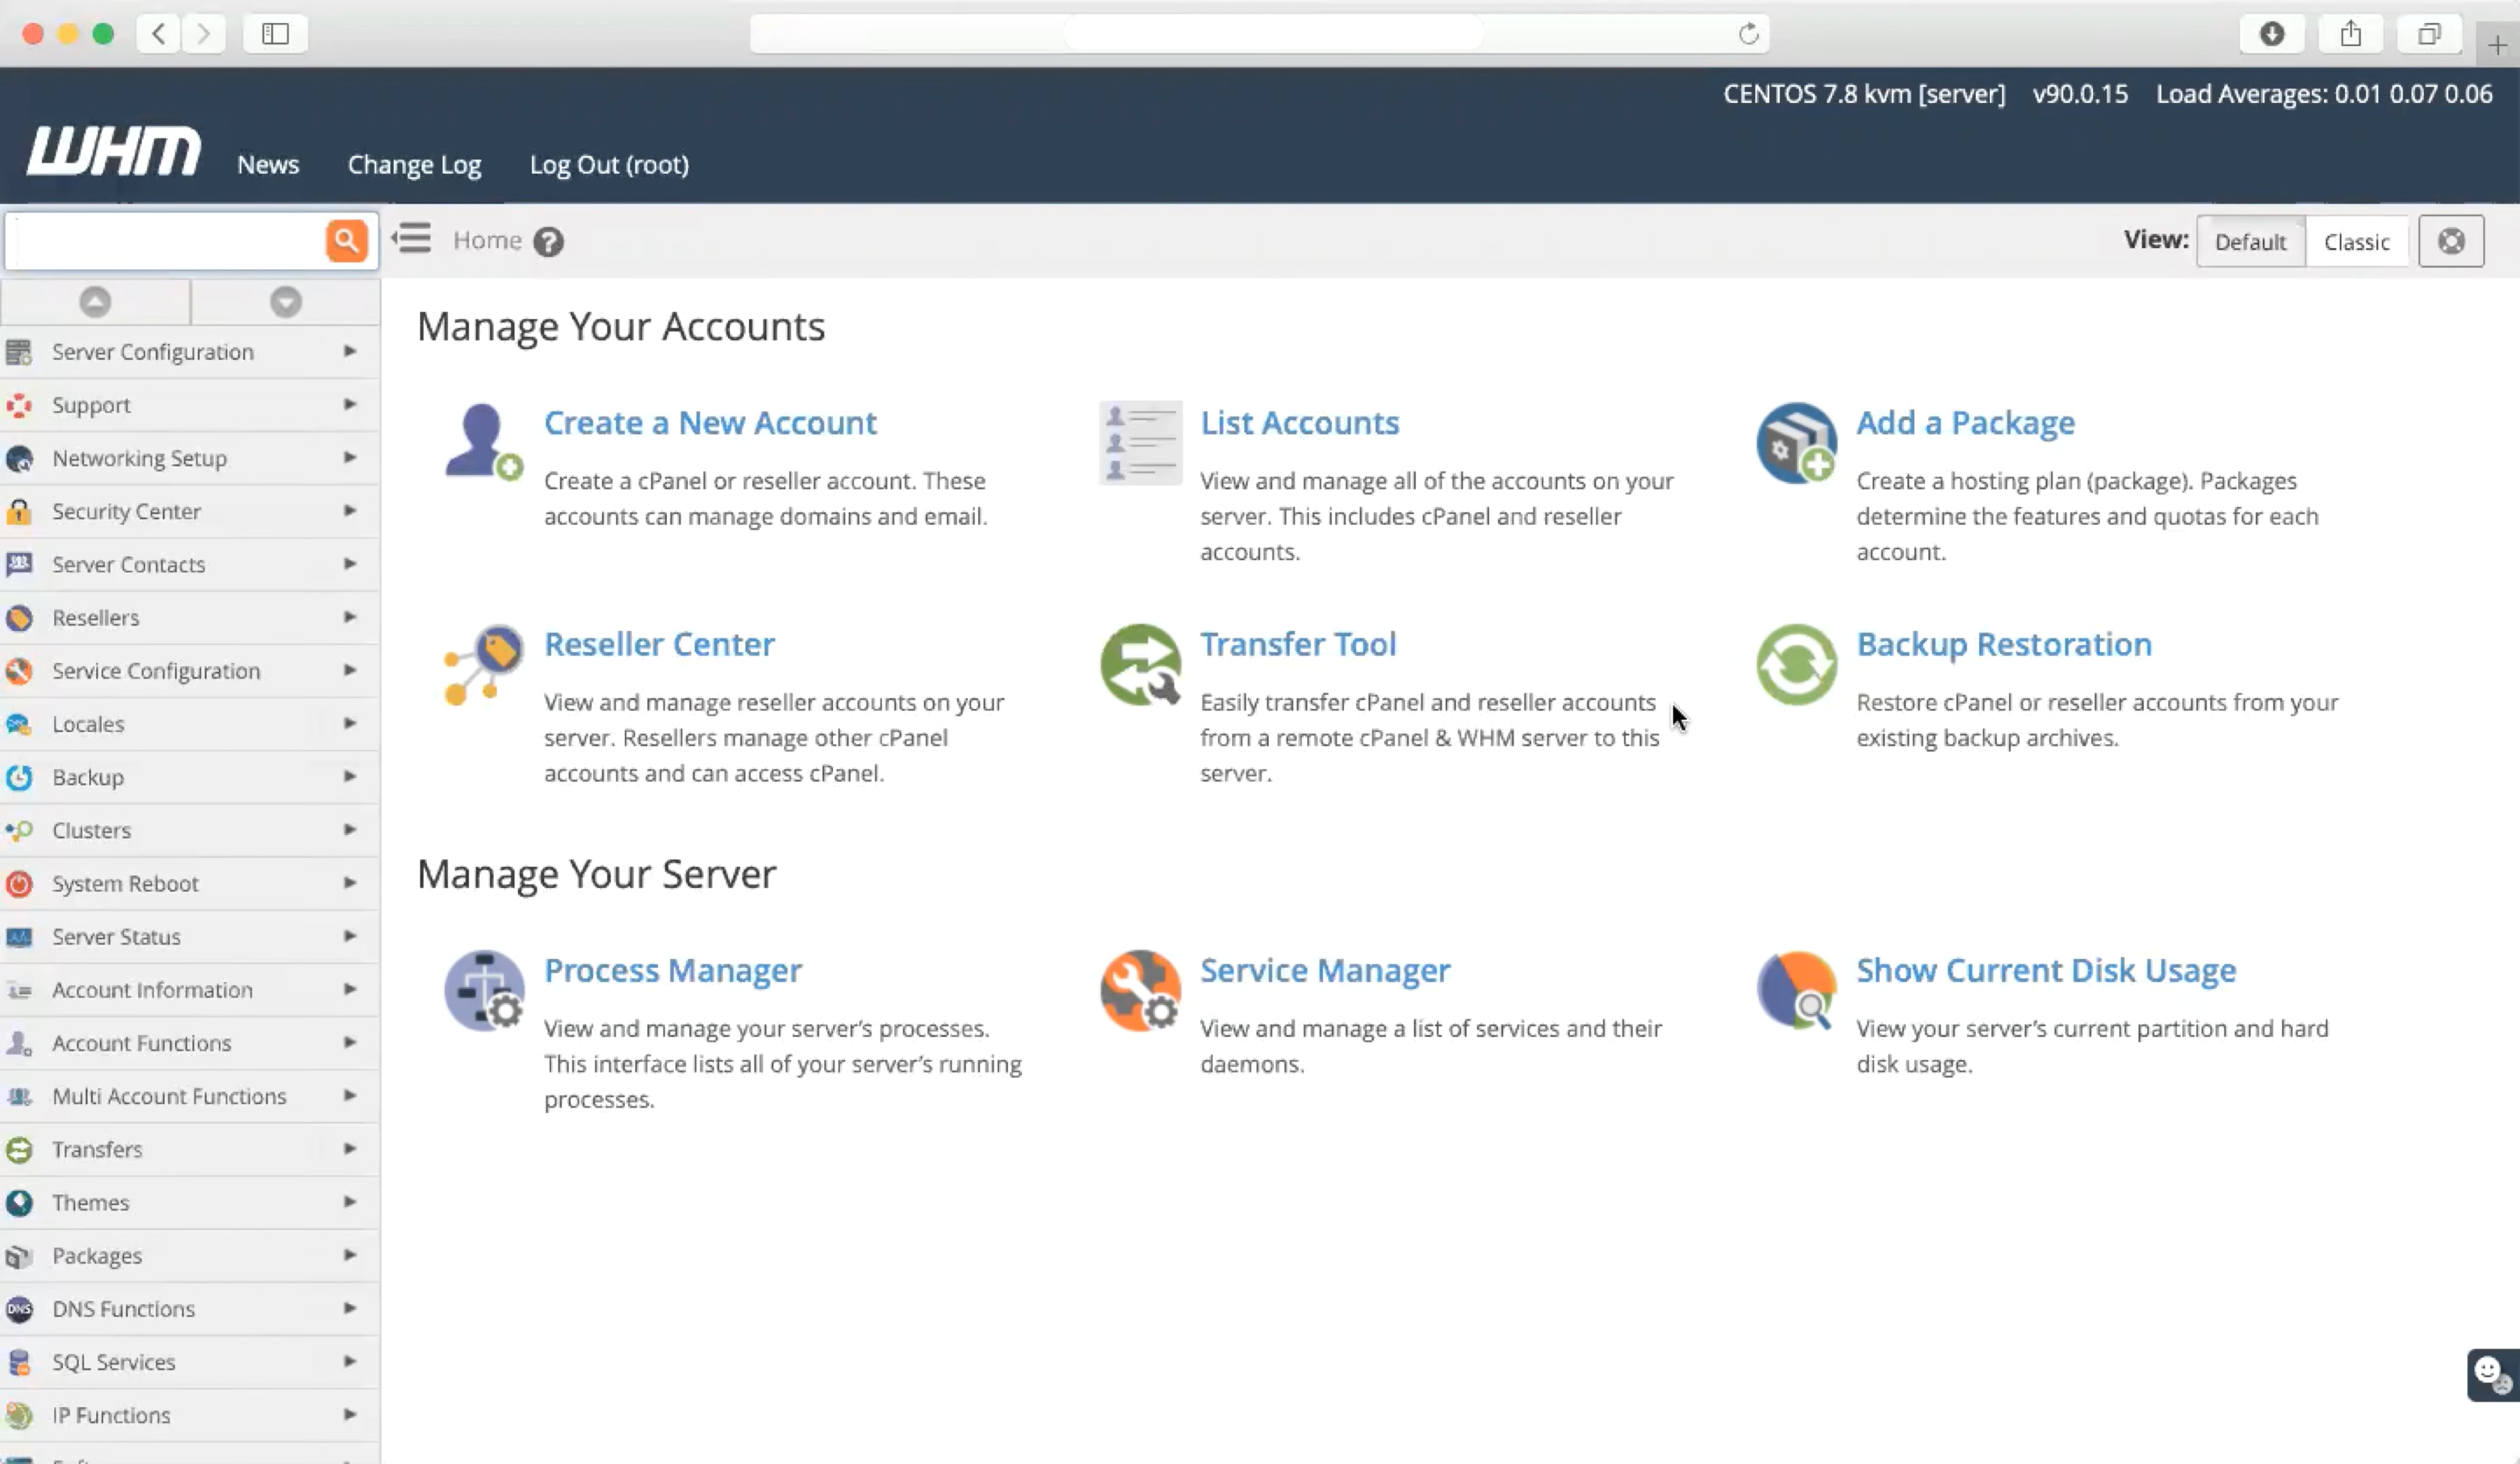 CENTOS 7.8 kvm [server] v90.0.15 Load Averages: 0.01 0.07 0.06
WHM News Change Log Log Out (root)
Home ?
View: Default Classic
Server Configuration
Support
Networking Setup
Security Center
Server Contacts
Resellers
Service Configuration
Locales
Backup
Clusters
System Reboot
Server Status
Account Information
Account Functions
Multi Account Functions
Transfers
Themes
Packages
DNS
DNS Functions
SQL Services
IP Functions
Manage Your Accounts
Create a New Account
Create a cPanel or reseller account. These
accounts can manage domains and email.
List Accounts
View and manage all of the accounts on your
server. This includes cPanel and reseller
accounts.
Add a Package
Create a hosting plan (package). Packages
determine the features and quotas for each
account.
Reseller Center
View and manage reseller accounts on your
server. Resellers manage other cPanel
accounts and can access cPanel.
Transfer Tool
Easily transfer cPanel and reseller accounts
from a remote cPanel & WHM server to this
server.
Backup Restoration
Restore cPanel or reseller accounts from your
existing backup archives.
Manage Your Server
Process Manager
View and manage your server's processes.
This interface lists all of your server's running
processes.
Service Manager
View and manage a list of services and their
daemons.
Show Current Disk Usage
View your server's current partition and hard
disk usage.